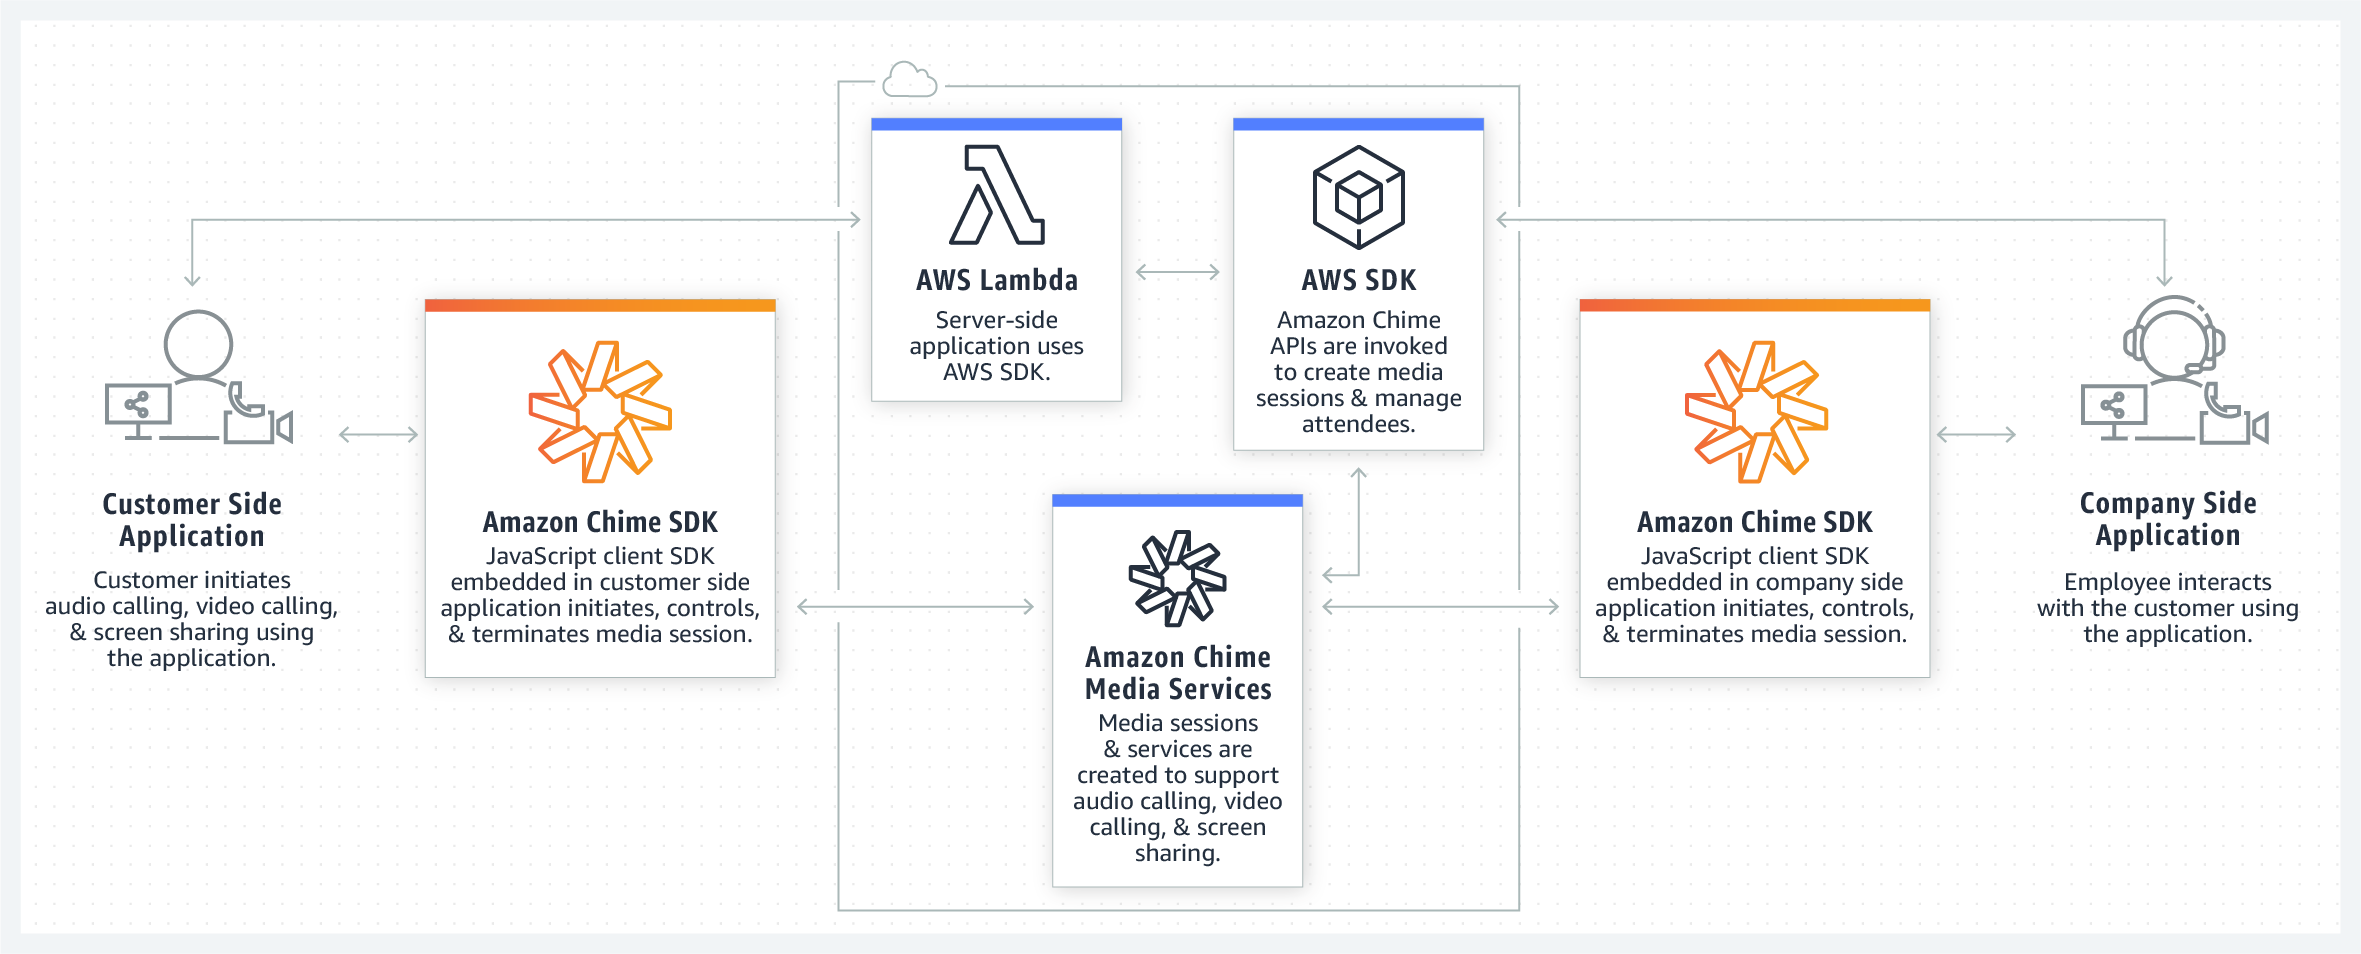 Customer Side
Application
Customer initiates
audio calling, video calling,
& screen sharing using
the application.
Amazon Chime SDK
JavaScript client SDK
embedded in customer side
application initiates, controls,
& terminates media session.
AWS Lambda
Server-side
application uses
AWS SDK.
AWS SDK
Amazon Chime
APIs are invoked
to create media
sessions & manage
attendees.
Amazon Chime
Media Services
Media sessions
& services are
created to support
audio calling, video
calling, & screen
sharing.
Amazon Chime SDK
JavaScript client SDK
embedded in company side
application initiates, controls,
& terminates media session.
Company Side
Application
Employee interacts
with the customer using
the application.